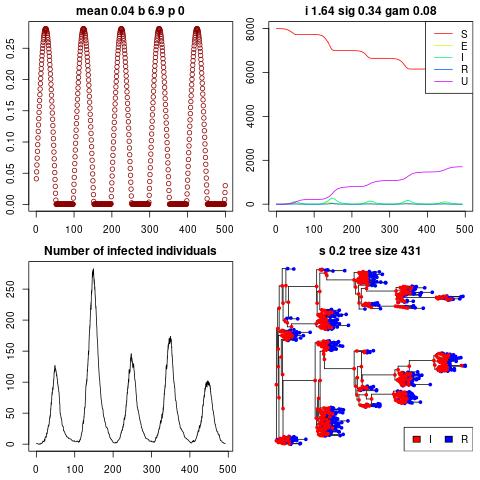 mean 0.04 b 6.9 p 0
0.00 0.05 0.10 0.15 0.20 0.25
0 100 200 300 400 500
i 1.64 sig 0.34 gam 0.08
0 2000 4000 6000 8000
0 100 200 300 400 500
S
E
I
R
U
Number of infected individuals
0 50 100 150 200 250
0 100 200 300 400 500
s 0.2 tree size 431
I R